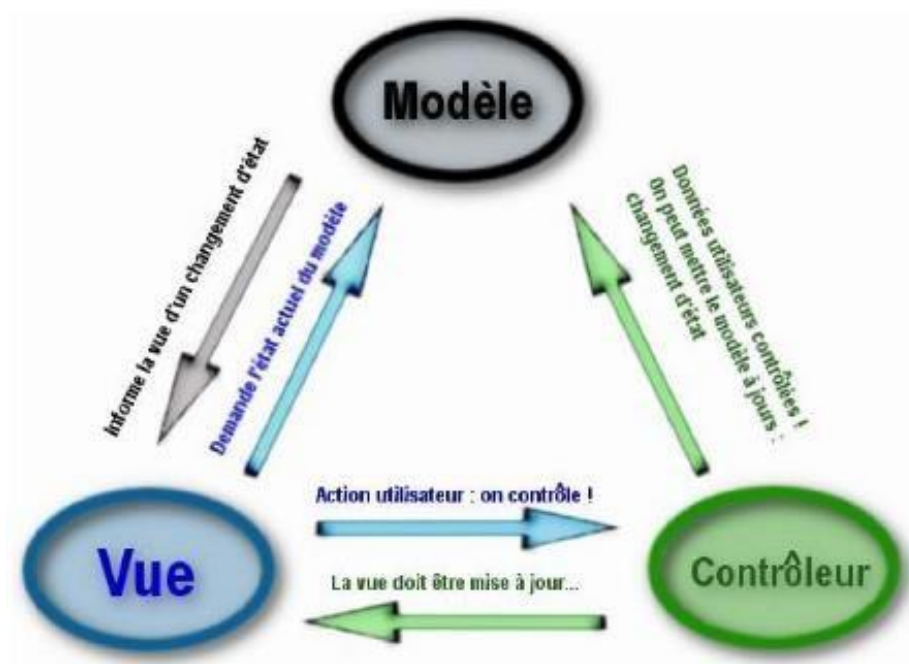 Modèle
Informe la vue d'un changement d'état
Demande l'état actuel du modèle
Données utilisateurs contrôlées !
On peut mettre le modèle à jours :
changement d'état
Action utilisateur : on contrôle !
Vue
Contrôleur
La vue doit être mise à jour...